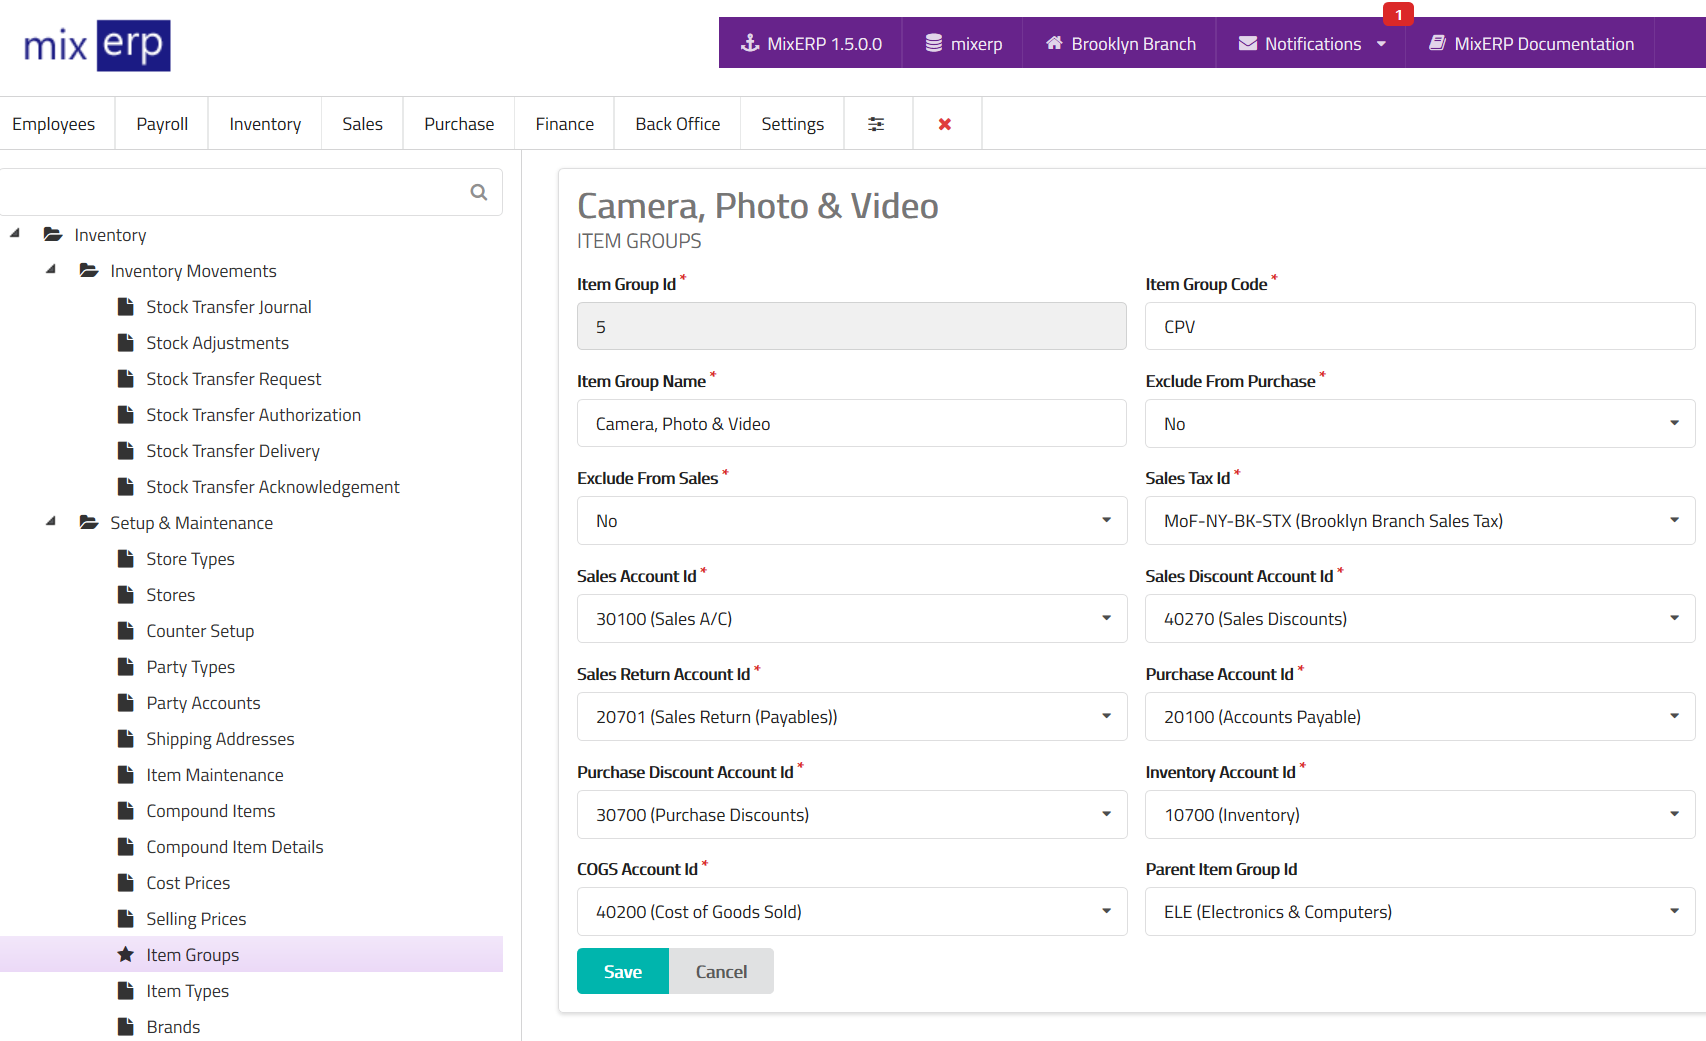 mix erp
1
MixERP 1.5.0.0 mixerp Brooklyn Branch Notifications MixERP Documentation
Employees Payroll Inventory Sales Purchase Finance Back Office Settings
Inventory
Inventory Movements
Stock Transfer Journal
Stock Adjustments
Stock Transfer Request
Stock Transfer Authorization
Stock Transfer Delivery
Stock Transfer Acknowledgement
Setup & Maintenance
Store Types
Stores
Counter Setup
Party Types
Party Accounts
Shipping Addresses
Item Maintenance
Compound Items
Compound Item Details
Cost Prices
Selling Prices
Item Groups
Item Types
Brands
Camera, Photo & Video
ITEM GROUPS
Item Group Id * Item Group Code *
5 CPV
Item Group Name * Exclude From Purchase *
Camera, Photo & Video No
Exclude From Sales * Sales Tax Id *
No MoF-NY-BK-STX (Brooklyn Branch Sales Tax)
Sales Account Id * Sales Discount Account Id *
30100 (Sales A/C) 40270 (Sales Discounts)
Sales Return Account Id * Purchase Account Id *
20701 (Sales Return (Payables)) 20100 (Accounts Payable)
Purchase Discount Account Id * Inventory Account Id *
30700 (Purchase Discounts) 10700 (Inventory)
COGS Account Id * Parent Item Group Id
40200 (Cost of Goods Sold) ELE (Electronics & Computers)
Save Cancel